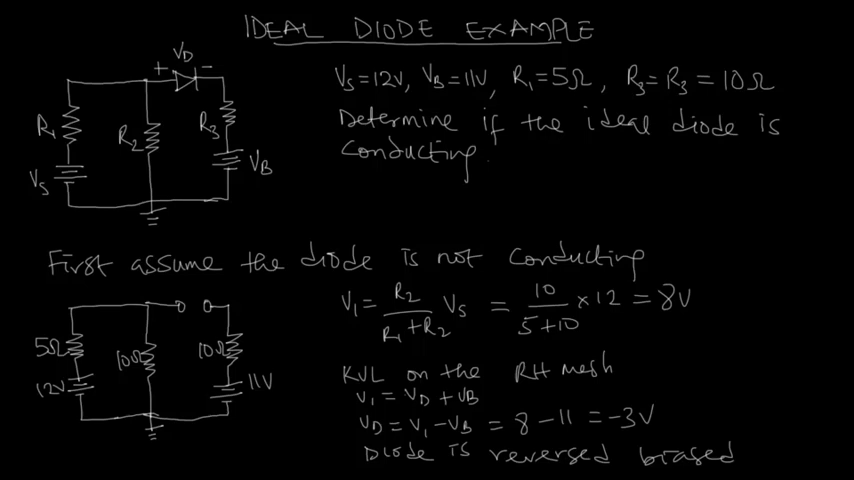 IDEAL DIODE EXAMPLE
+ VD -
R1 R2 R3
VS VB
VS=12V, VB=11V, R1=5Ω, R3=R3=10Ω
Determine if the ideal diode is
conducting.
First assume the diode is not conducting
5Ω 10Ω 10Ω
12V 11V
V1 = R2 / R1+R2 VS = 10 / 5+10 × 12 = 8V
KVL on the RH mesh
V1 = VD + VB
VD = V1 - VB = 8 - 11 = -3V
Diode is reversed biased